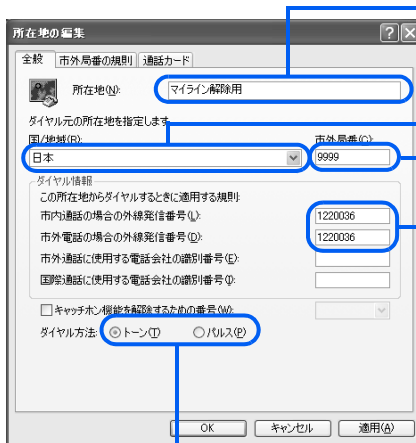 所在地の編集
全般 市外局番の規則 通話カード
所在地(N): マイライン解除用
ダイヤル元の所在地を指定します。
国/地域(R): 市外局番(C):
日本 9999
ダイヤル情報
この所在地からダイヤルするときに適用する規則:
市内通話の場合の外線発信番号(L): 1220036
市外電話の場合の外線発信番号(D): 1220036
市外通話に使用する電話会社の識別番号(E):
国際通話に使用する電話会社の識別番号(I):
キャッチホン機能を解除するための番号(W):
ダイヤル方法: トーン(T) パルス(P)
OK キャンセル 適用(A)